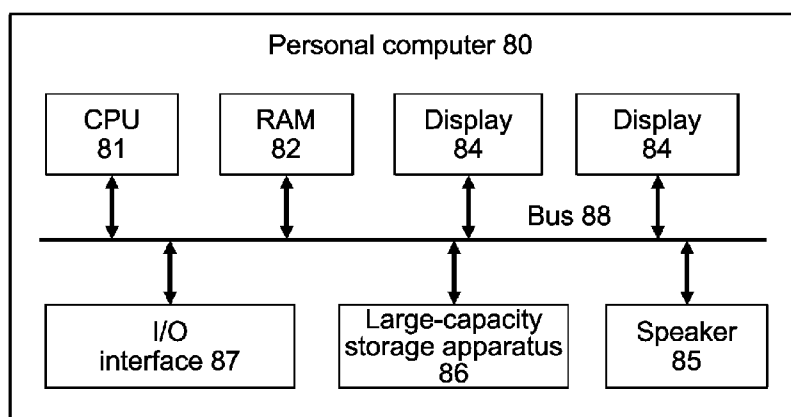 Personal computer 80
CPU
81
RAM
82
Display
84
Display
84
Bus 88
I/O
interface 87
Large-capacity
storage apparatus
86
Speaker
85